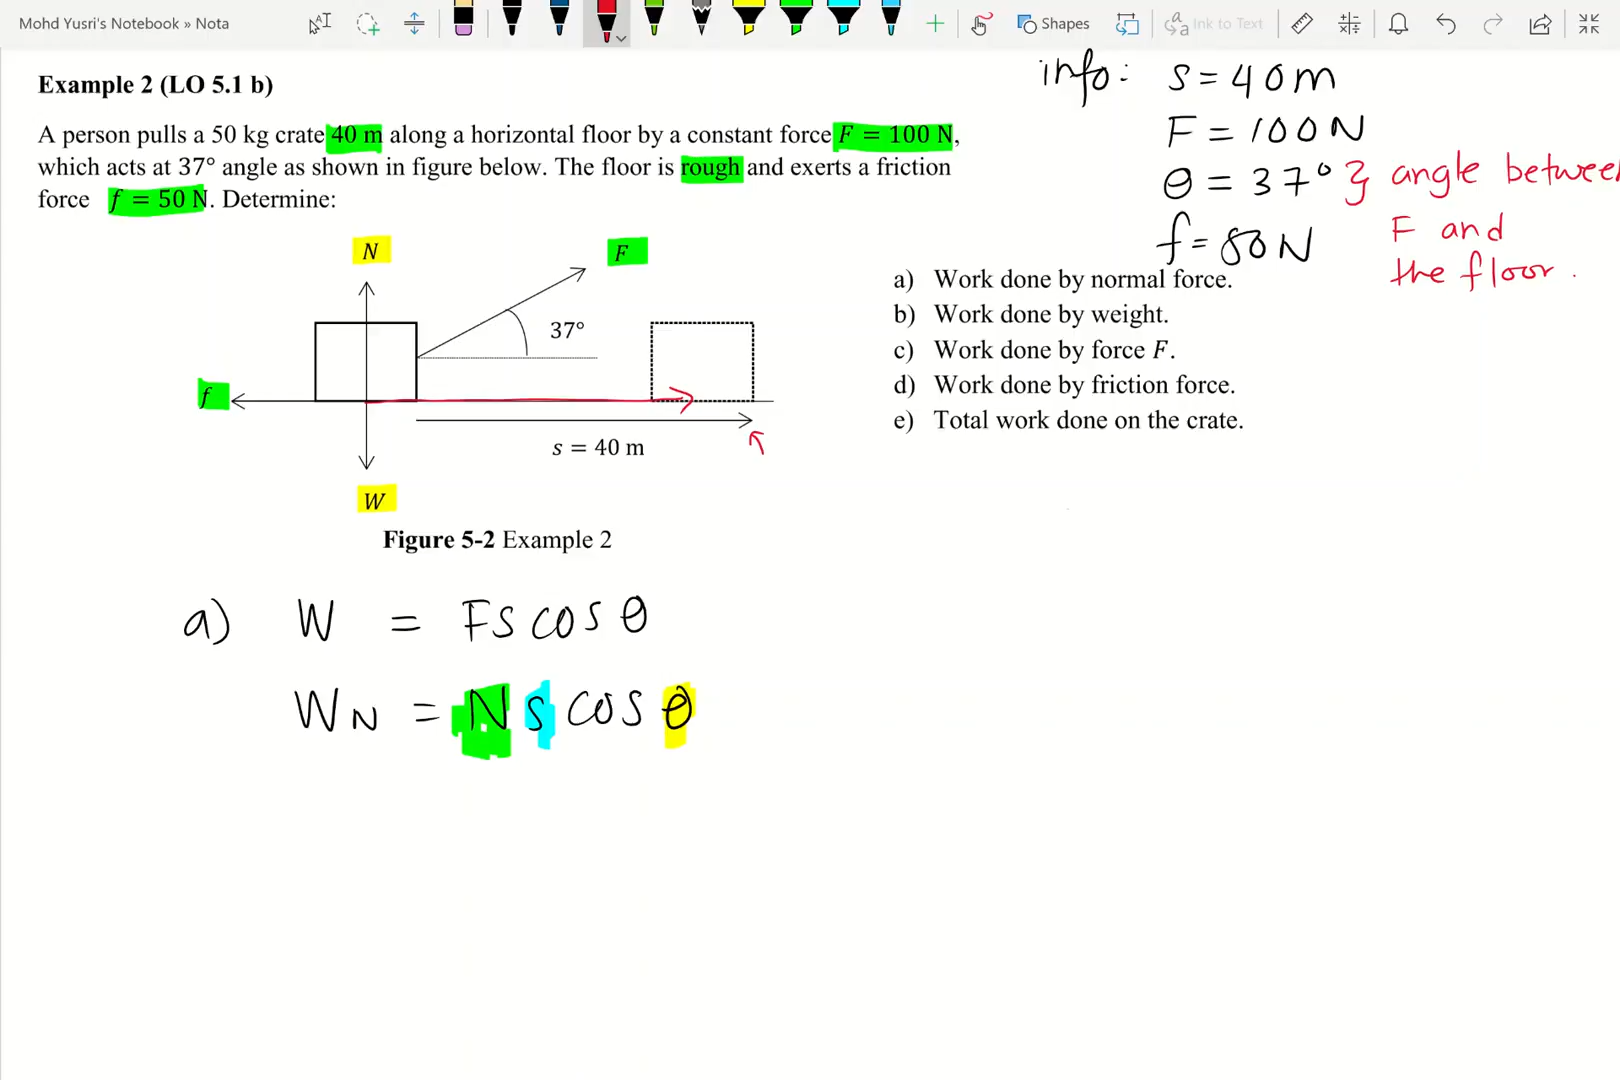 Mohd Yusri's Notebook » Nota
Shapes
Ink to Text
Example 2 (LO 5.1 b)
A person pulls a 50 kg crate 40 m along a horizontal floor by a constant force F = 100 N,
which acts at 37° angle as shown in figure below. The floor is rough and exerts a friction
force f = 50 N. Determine:
info: s = 40 m
F = 100 N
θ = 37° } angle between
F and
the floor.
f = 50 N
N
F
37°
f
s = 40 m
W
Figure 5-2 Example 2
a) Work done by normal force.
b) Work done by weight.
c) Work done by force F.
d) Work done by friction force.
e) Total work done on the crate.
a) W = Fs cos θ
W_N = N s cos θ